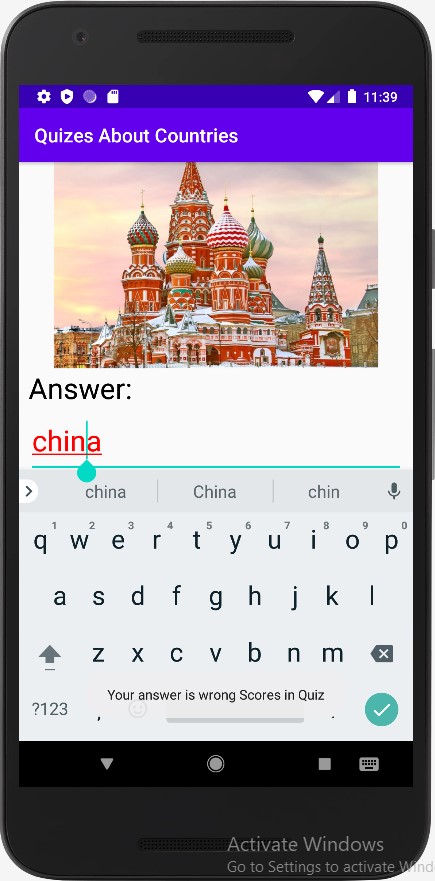 11:39
Quizes About Countries
Answer:
china
china China chin
1 2 3 4 5 6 7 8 9 0
q w e r t y u i o p
a s d f g h j k l
z x c v b n m
Your answer is wrong Scores in Quiz
?123 , .
Activate Windows
Go to Settings to activate Wind